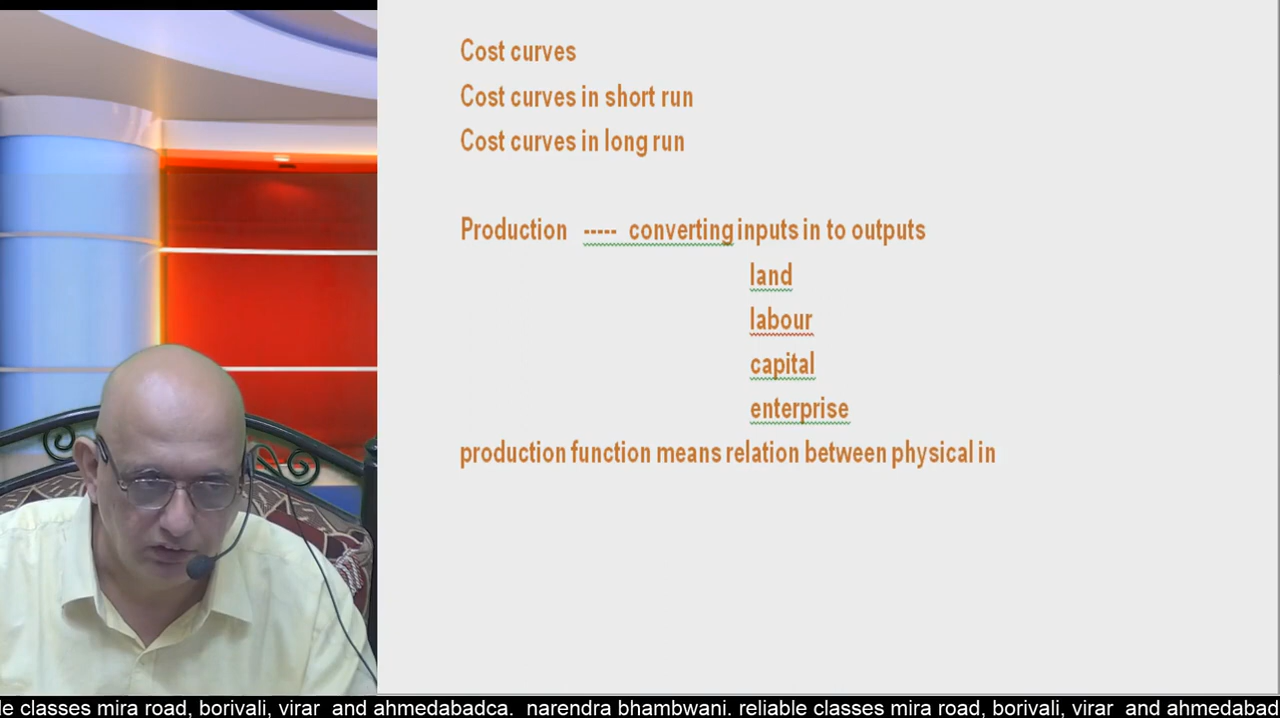 Cost curves
Cost curves in short run
Cost curves in long run
Production ----- converting inputs in to outputs
land
labour
capital
enterprise
production function means relation between physical in
le classes mira road, borivali, virar and ahmedabadca. narendra bhambwani. reliable classes mira road, borivali, virar and ahmedabad